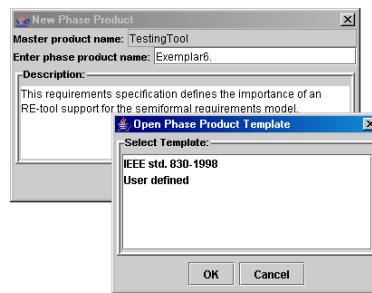 New Phase Product
Master product name: TestingTool
Enter phase product name: Exemplar6.
Description:
This requirements specification defines the importance of an
RE-tool support for the semiformal requirements model.
Open Phase Product Template
Select Template:
IEEE std. 830-1998
User defined
OK Cancel